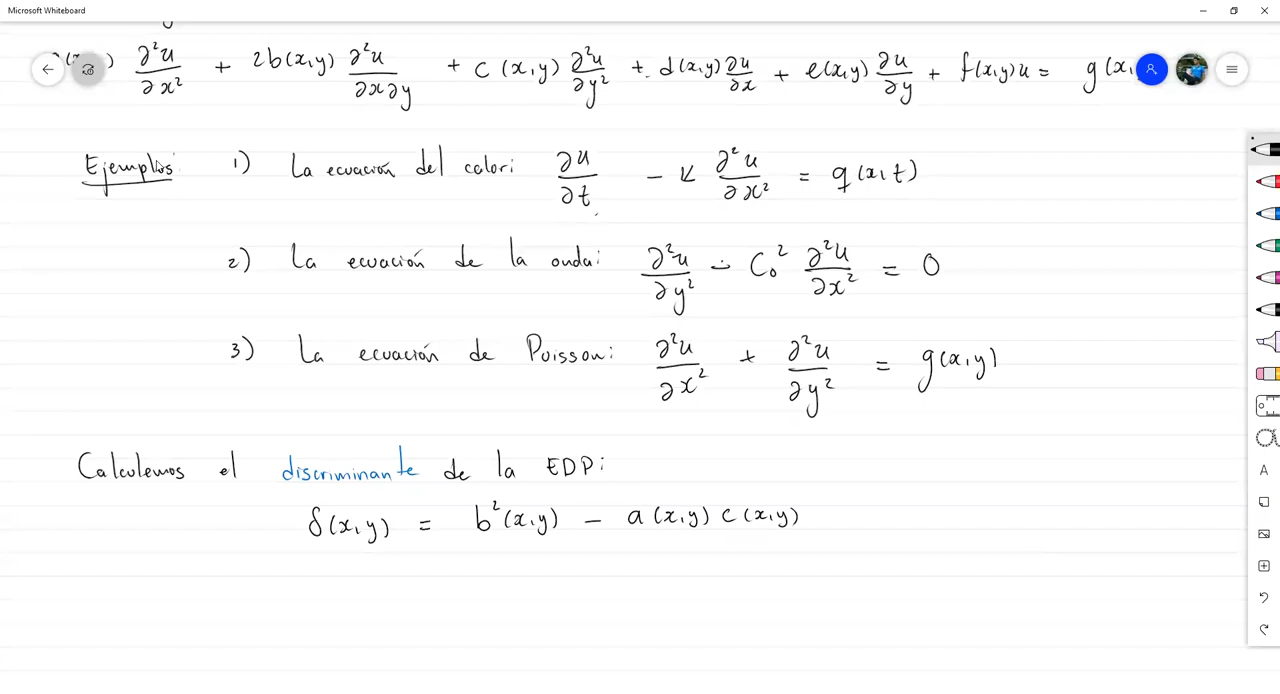 Microsoft Whiteboard
∂²u/∂x² + 2b(x,y) ∂²u/∂x∂y + c(x,y) ∂²u/∂y² + d(x,y) ∂u/∂x + e(x,y) ∂u/∂y + f(x,y)u = g(x,
Ejemplos: 1) La ecuación del calor: ∂u/∂t - K ∂²u/∂x² = q(x,t)
2) La ecuación de la onda: ∂²u/∂y² - C₀² ∂²u/∂x² = 0
3) La ecuación de Poisson: ∂²u/∂x² + ∂²u/∂y² = g(x,y)
Calculemos el discriminante de la EDP:
δ(x,y) = b²(x,y) - a(x,y) c(x,y)
A